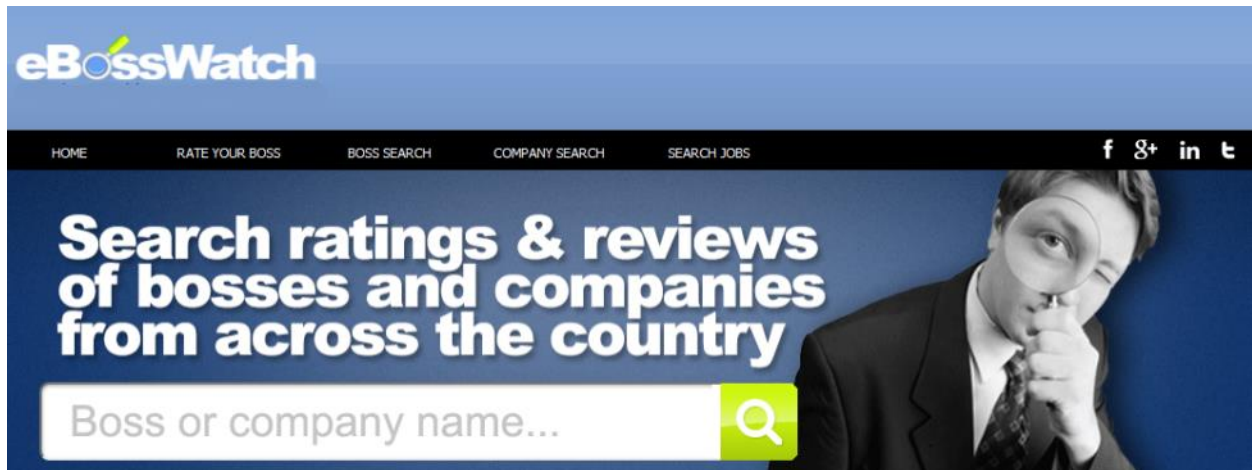 eBossWatch
HOME RATE YOUR BOSS BOSS SEARCH COMPANY SEARCH SEARCH JOBS f g+ in t
Search ratings & reviews
of bosses and companies
from across the country
Boss or company name...